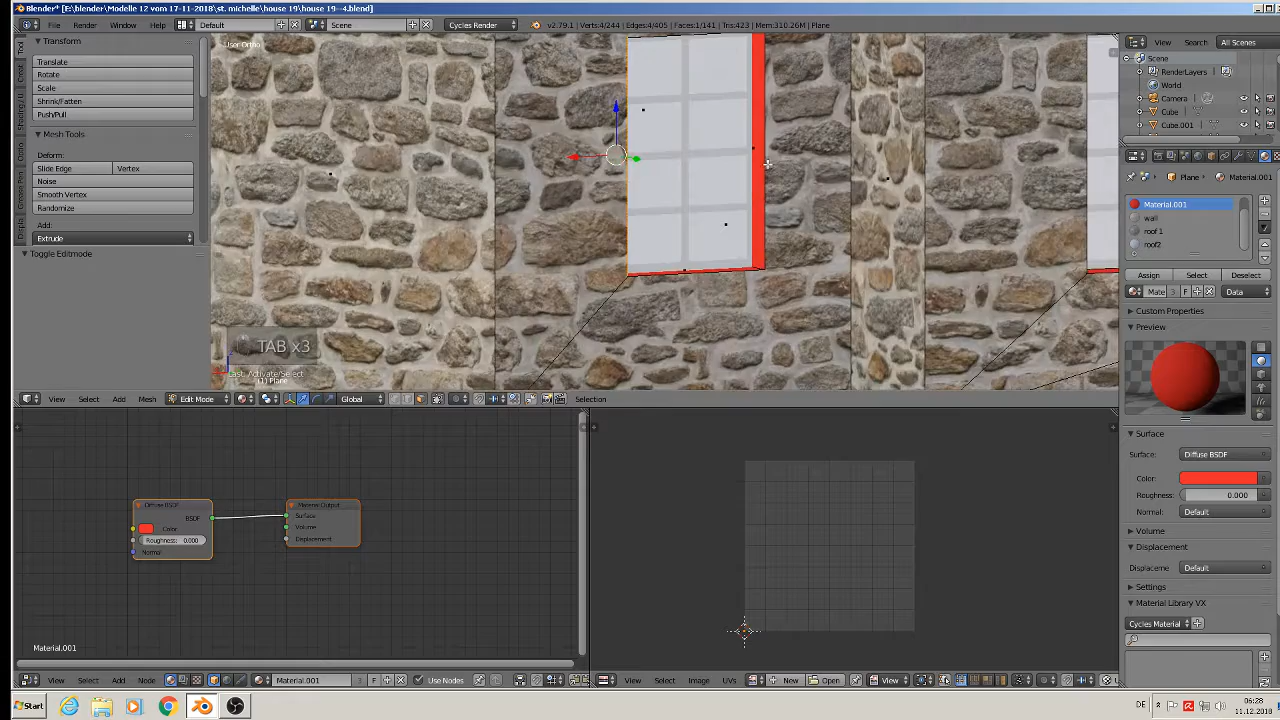 Blender* [E:\blender\Modelle 12 vom 17-11-2018\st. michelle\house 19\house 19--4.blend]
File Render Window Help Default Scene Cycles Render v2.79.1 | Verts:4/244 | Edges:4/405 | Faces:1/141 | Tris:423 | Mem:310.26M | Plane
View Search All Scenes
Transform
User Ortho
Scene
Translate
RenderLayers
Rotate
World
Scale
Camera
Shrink/Fatten
Cube
Push/Pull
Cube.001
Mesh Tools
Deform:
Plane Material.001
Slide Edge Vertex
Noise
Material.001
Smooth Vertex
wall
Randomize
roof 1
Add:
roof2
Extrude
Toggle Editmode
Assign Select Deselect
Mate 3 F Data
Custom Properties
Preview
TAB x3
Last: Activate/Select
(1) Plane
View Select Add Mesh Edit Mode Global Selection
Surface
Surface: Diffuse BSDF
Color:
Roughness: 0.000
Normal: Default
Volume
Displacement
Displaceme Default
Settings
Material Library VX
Cycles Material
Diffuse BSDF
BSDF
Color
Roughness: 0.000
Normal
Material Output
Surface
Volume
Displacement
Material.001
View Select Add Node Material.001 3 F Use Nodes
View Select Image UVs New Open View
Start
DE 06:28
11.12.2018